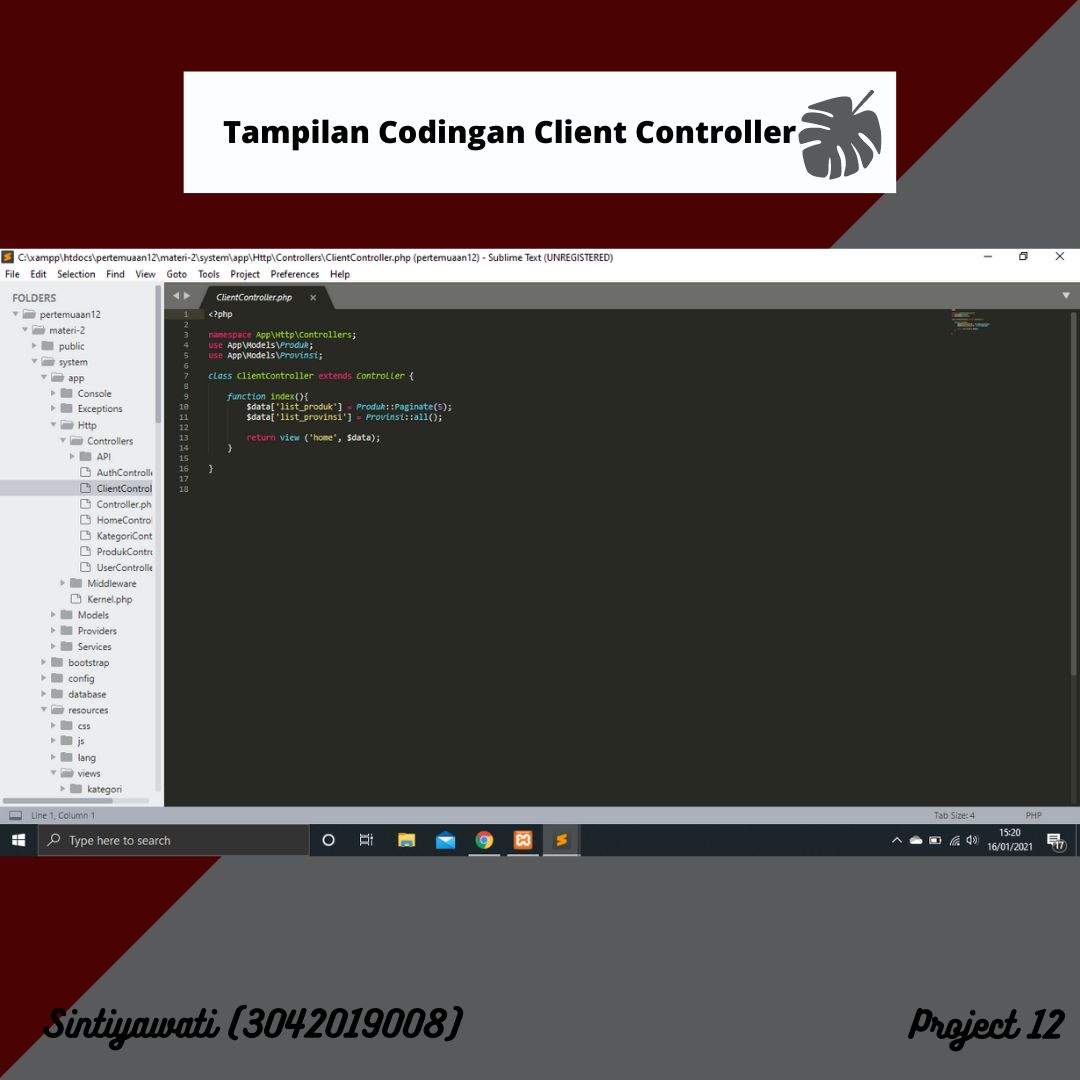 Tampilan Codingan Client Controller
C:\xampp\htdocs\pertemuaan12\materi-2\system\app\Http\Controllers\ClientController.php (pertemuaan12) - Sublime Text (UNREGISTERED)
File Edit Selection Find View Goto Tools Project Preferences Help
FOLDERS
pertemuaan12
materi-2
public
system
app
Console
Exceptions
Http
Controllers
API
AuthControlle
ClientControl
Controller.ph
HomeControl
KategoriCont
ProdukContro
UserControlle
Middleware
Kernel.php
Models
Providers
Services
bootstrap
config
database
resources
css
js
lang
views
kategori
ClientController.php
1 <?php
2
3 namespace App\Http\Controllers;
4 use App\Models\Produk;
5 use App\Models\Provinsi;
6
7 class ClientController extends Controller {
8
9 function index(){
10 $data['list_produk'] = Produk::Paginate(5);
11 $data['list_provinsi'] = Provinsi::all();
12
13 return view ('home', $data);
14 }
15
16 }
17
18
Line 1, Column 1
Tab Size: 4
PHP
Type here to search
15:20
16/01/2021
17
Sintiyawati (3042019008)
Project 12